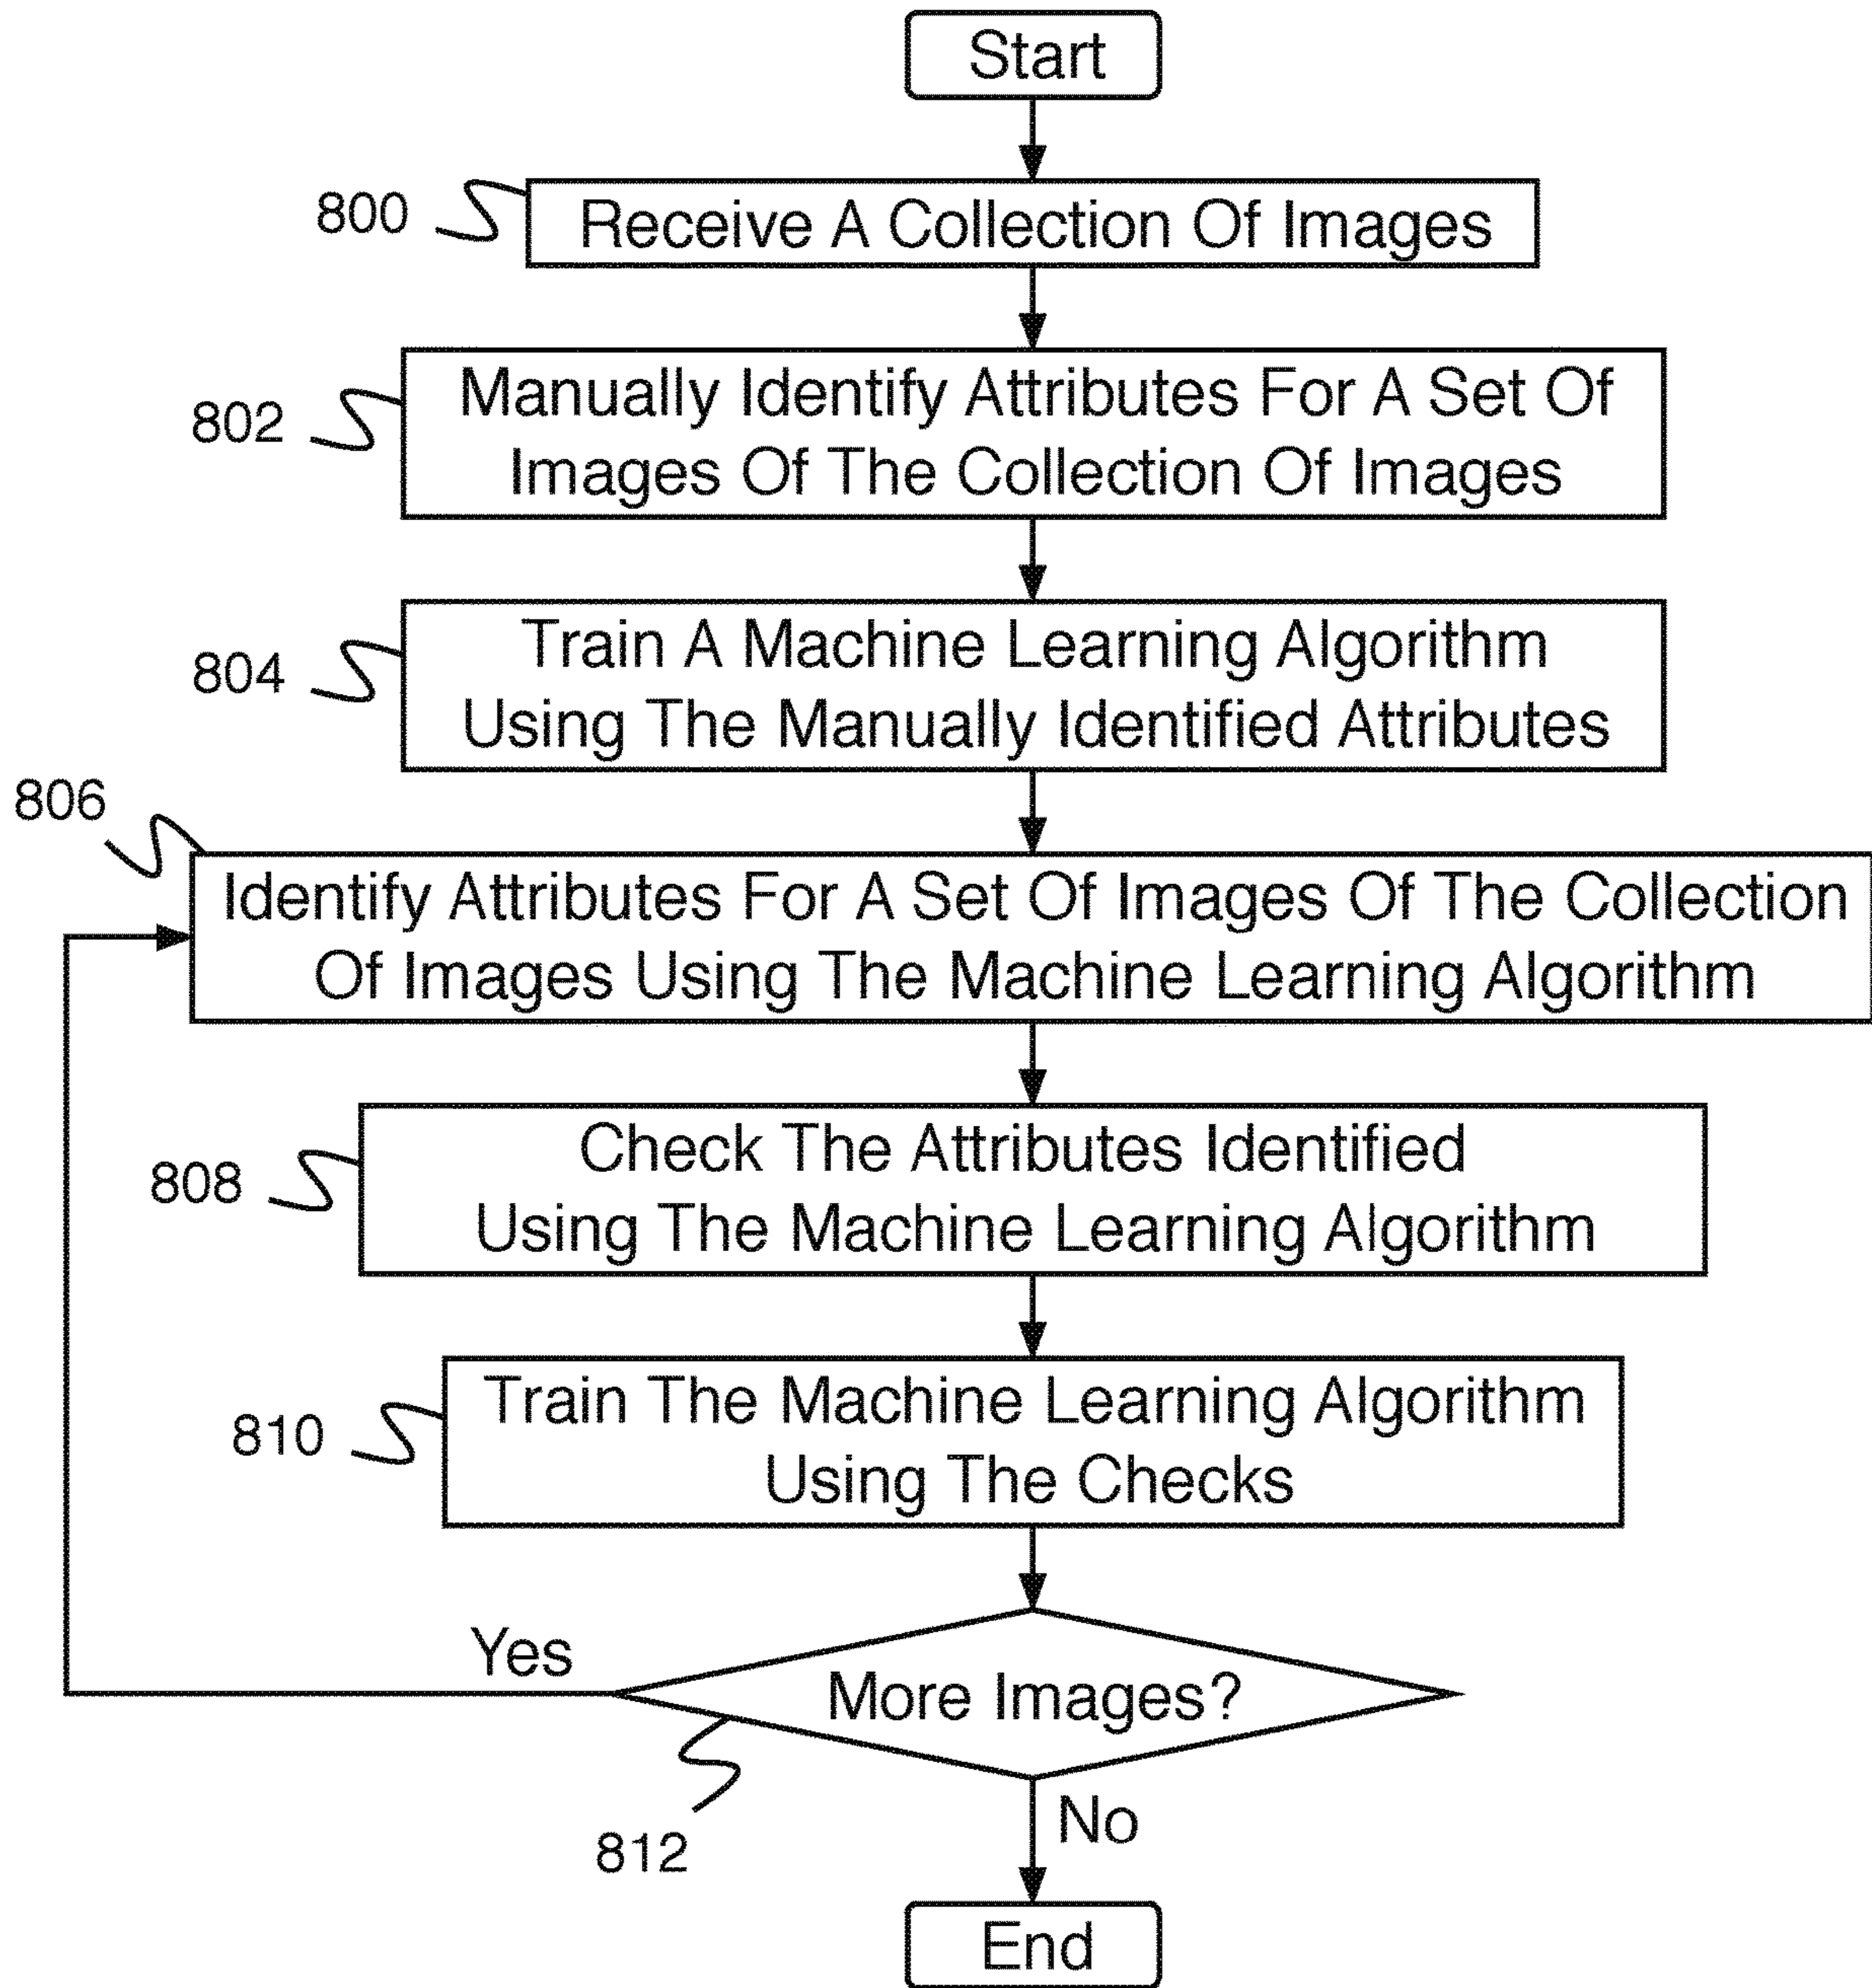 Start
800
Receive A Collection Of Images
802
Manually Identify Attributes For A Set Of
Images Of The Collection Of Images
804
Train A Machine Learning Algorithm
Using The Manually Identified Attributes
806
Identify Attributes For A Set Of Images Of The Collection
Of Images Using The Machine Learning Algorithm
808
Check The Attributes Identified
Using The Machine Learning Algorithm
810
Train The Machine Learning Algorithm
Using The Checks
Yes
More Images?
812
No
End